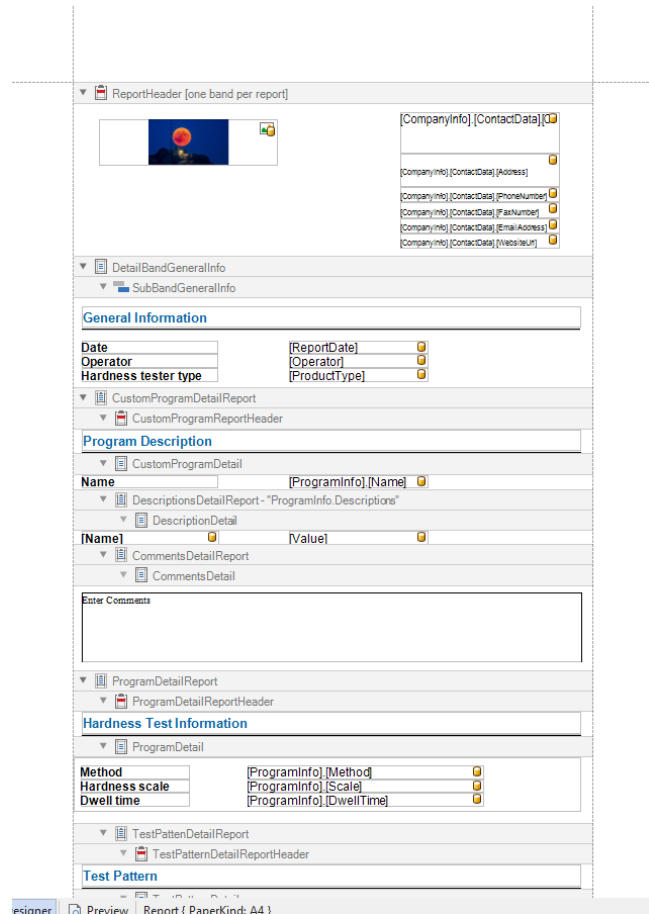 ReportHeader [one band per report]
[CompanyInfo].[ContactData].[C
[CompanyInfo].[ContactData].[Address]
[CompanyInfo].[ContactData].[PhoneNumber]
[CompanyInfo].[ContactData].[FaxNumber]
[CompanyInfo].[ContactData].[EmailAddress]
[CompanyInfo].[ContactData].[WebsiteUrl]
DetailBandGeneralInfo
SubBandGeneralInfo
General Information
Date [ReportDate]
Operator [Operator]
Hardness tester type [ProductType]
CustomProgramDetailReport
CustomProgramReportHeader
Program Description
CustomProgramDetail
Name [ProgramInfo].[Name]
DescriptionsDetailReport - "ProgramInfo.Descriptions"
DescriptionDetail
[Name] [Value]
CommentsDetailReport
CommentsDetail
Enter Comments
ProgramDetailReport
ProgramDetailReportHeader
Hardness Test Information
ProgramDetail
Method [ProgramInfo].[Method]
Hardness scale [ProgramInfo].[Scale]
Dwell time [ProgramInfo].[DwellTime]
TestPattenDetailReport
TestPatternDetailReportHeader
Test Pattern
esigner Preview Report { PaperKind: A4 }